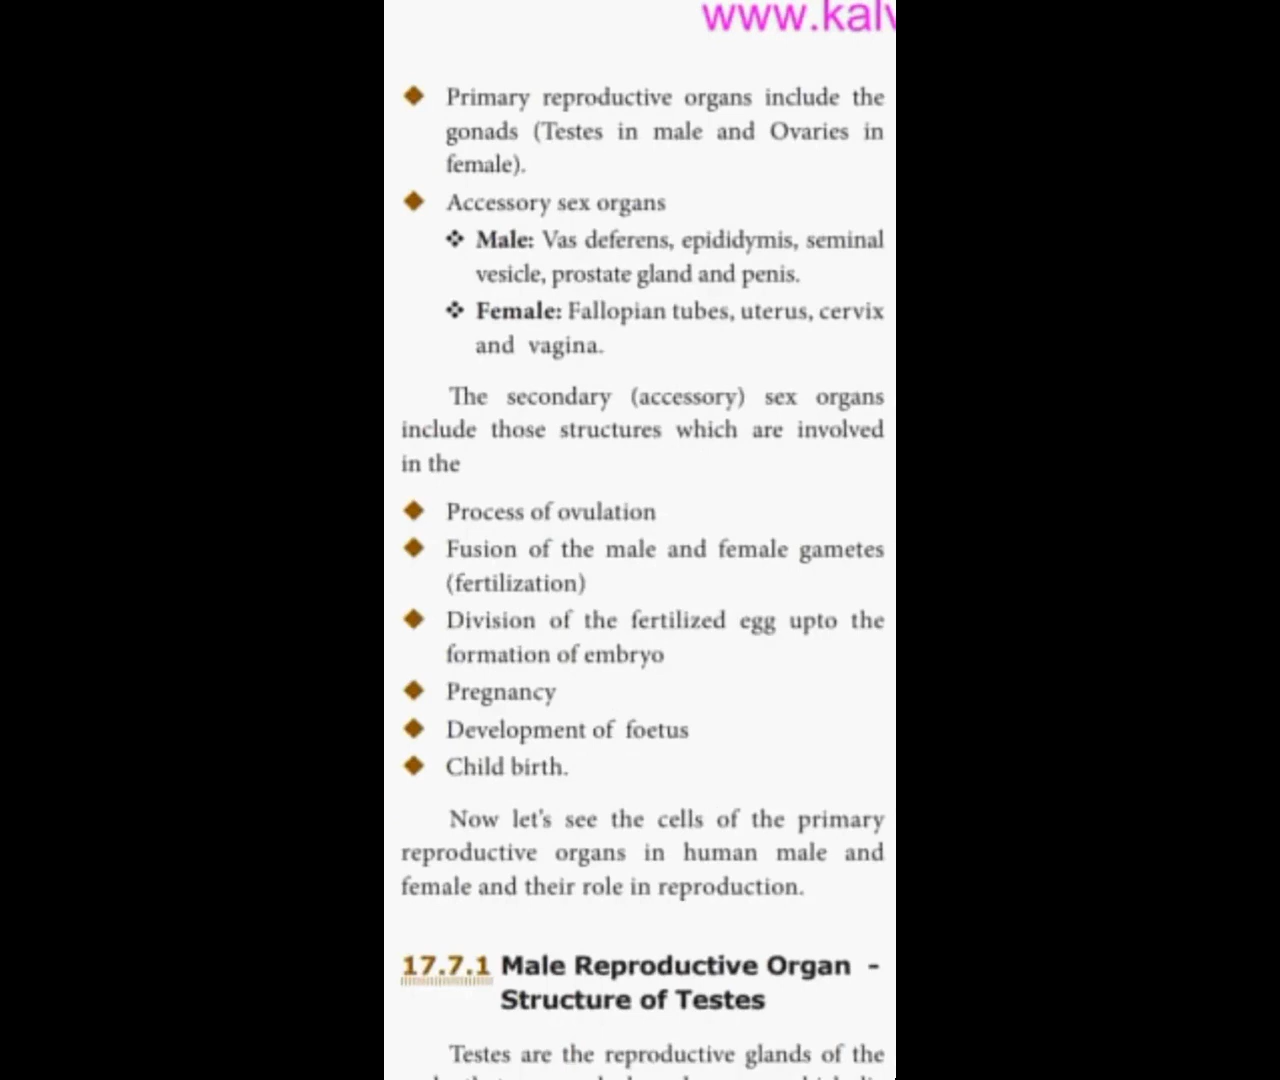 www.kalv
Primary reproductive organs include the
gonads (Testes in male and Ovaries in
female).
Accessory sex organs
Male: Vas deferens, epididymis, seminal
vesicle, prostate gland and penis.
Female: Fallopian tubes, uterus, cervix
and vagina.
The secondary (accessory) sex organs
include those structures which are involved
in the
Process of ovulation
Fusion of the male and female gametes
(fertilization)
Division of the fertilized egg upto the
formation of embryo
Pregnancy
Development of foetus
Child birth.
Now let's see the cells of the primary
reproductive organs in human male and
female and their role in reproduction.
17.7.1 Male Reproductive Organ -
Structure of Testes
Testes are the reproductive glands of the